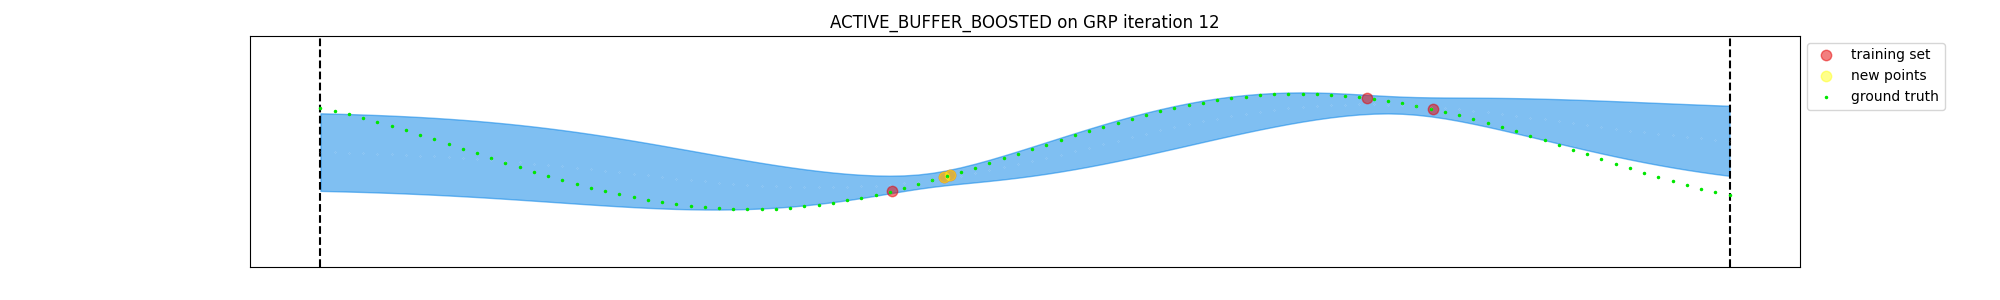 ACTIVE_BUFFER_BOOSTED on GRP iteration 12
training set
new points
ground truth